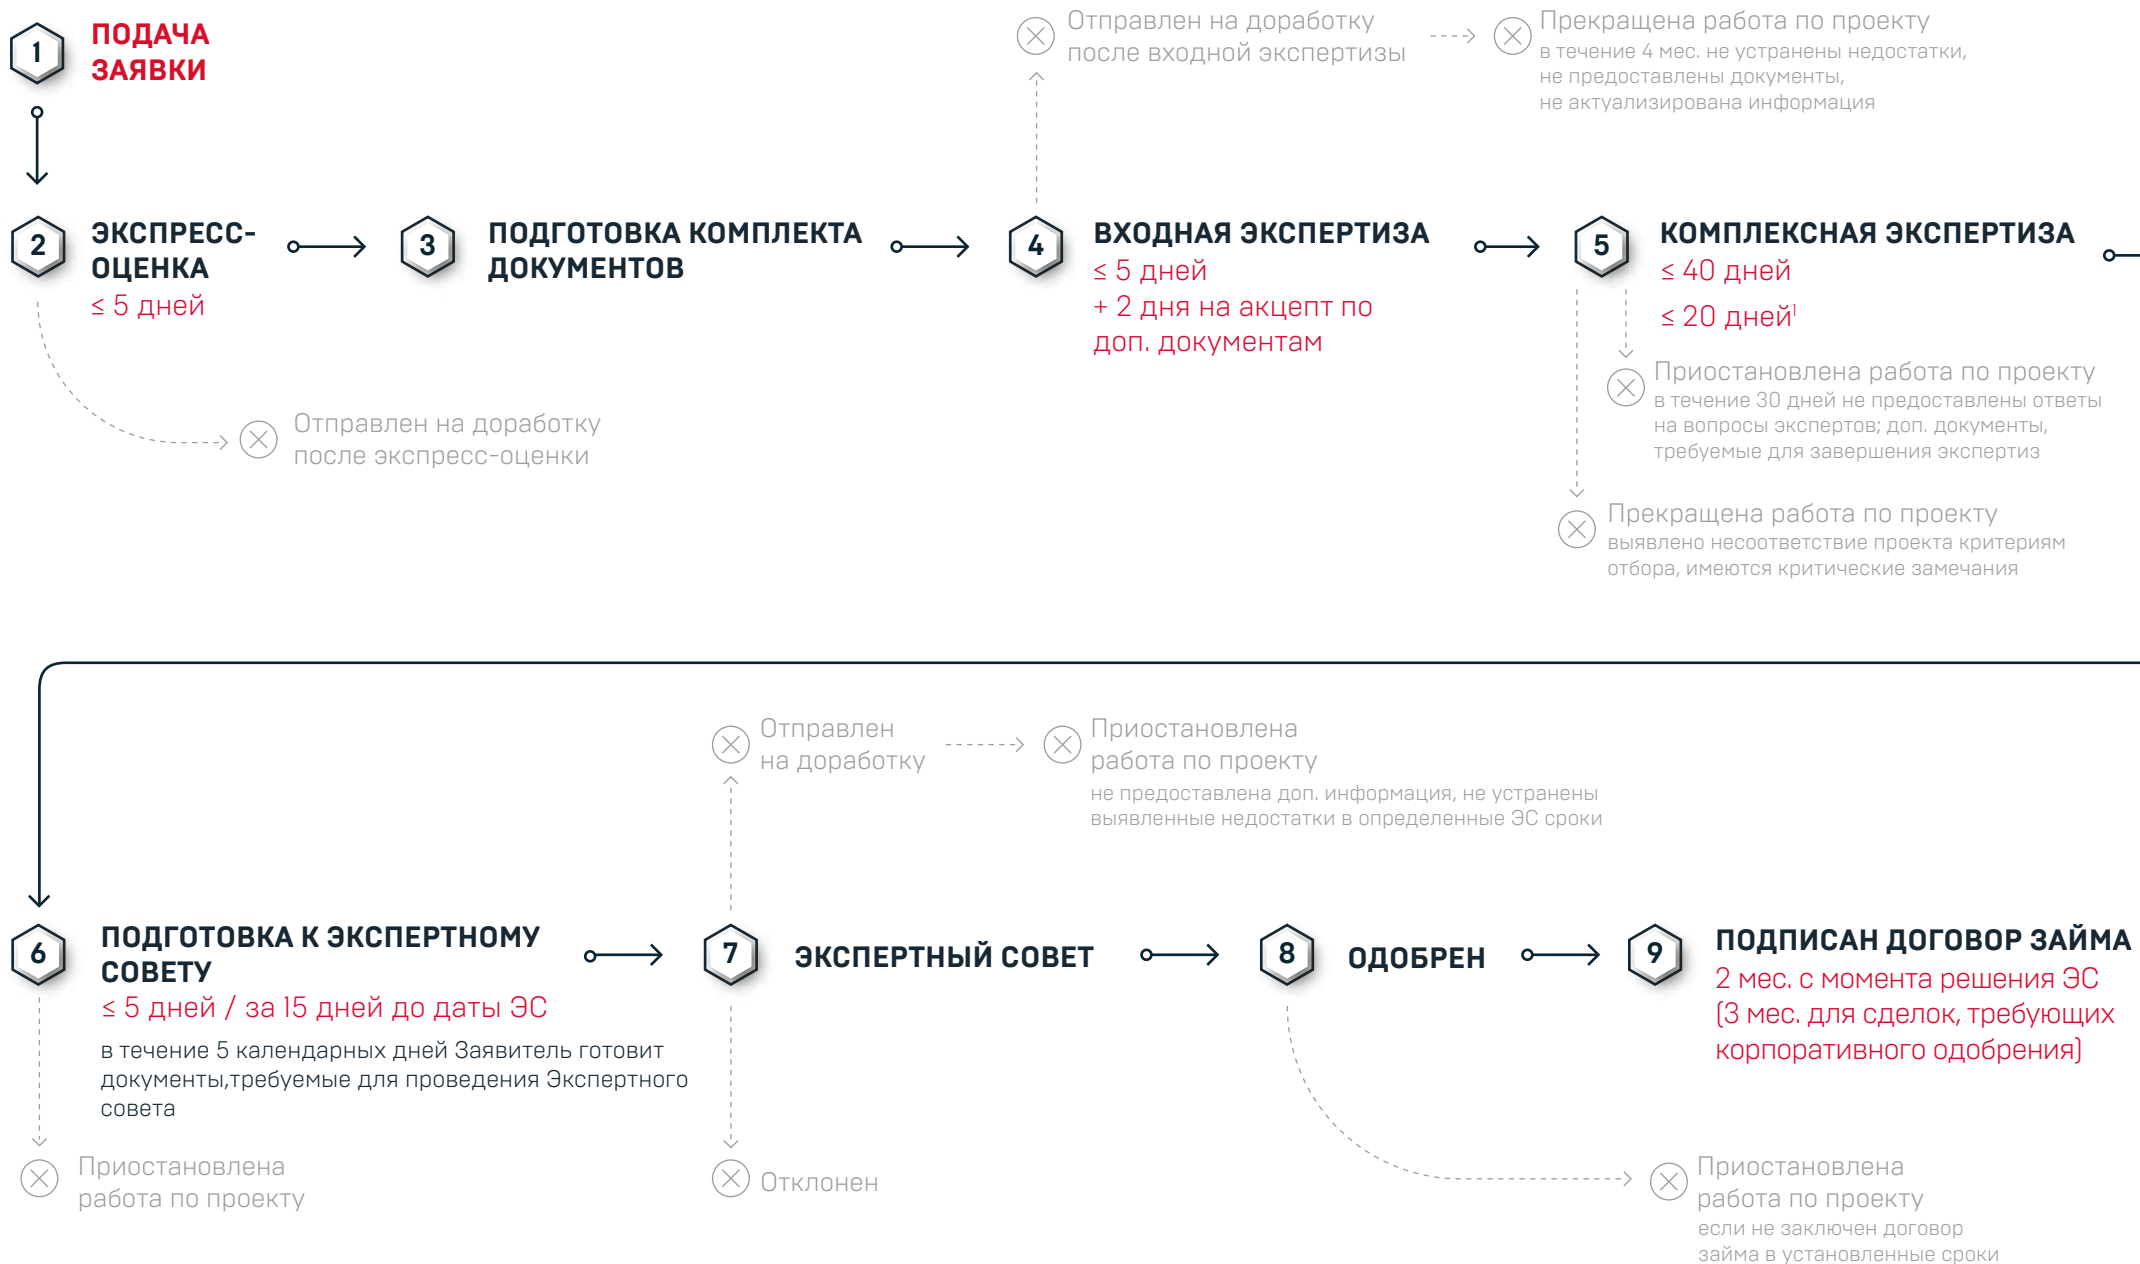 1
ПОДАЧА
ЗАЯВКИ
Отправлен на доработку
после входной экспертизы
Прекращена работа по проекту
в течение 4 мес. не устранены недостатки,
не предоставлены документы,
не актуализирована информация
2
ЭКСПРЕСС-
ОЦЕНКА
≤ 5 дней
3
ПОДГОТОВКА КОМПЛЕКТА
ДОКУМЕНТОВ
4
ВХОДНАЯ ЭКСПЕРТИЗА
≤ 5 дней
+ 2 дня на акцепт по
доп. документам
5
КОМПЛЕКСНАЯ ЭКСПЕРТИЗА
≤ 40 дней
≤ 20 дней¹
Отправлен на доработку
после экспресс-оценки
Приостановлена работа по проекту
в течение 30 дней не предоставлены ответы
на вопросы экспертов; доп. документы,
требуемые для завершения экспертиз
Прекращена работа по проекту
выявлено несоответствие проекта критериям
отбора, имеются критические замечания
Отправлен
на доработку
Приостановлена
работа по проекту
не предоставлена доп. информация, не устранены
выявленные недостатки в определенные ЭС сроки
6
ПОДГОТОВКА К ЭКСПЕРТНОМУ
СОВЕТУ
≤ 5 дней / за 15 дней до даты ЭС
в течение 5 календарных дней Заявитель готовит
документы,требуемые для проведения Экспертного
совета
7
ЭКСПЕРТНЫЙ СОВЕТ
8
ОДОБРЕН
9
ПОДПИСАН ДОГОВОР ЗАЙМА
2 мес. с момента решения ЭС
(3 мес. для сделок, требующих
корпоративного одобрения)
Приостановлена
работа по проекту
Отклонен
Приостановлена
работа по проекту
если не заключен договор
займа в установленные сроки